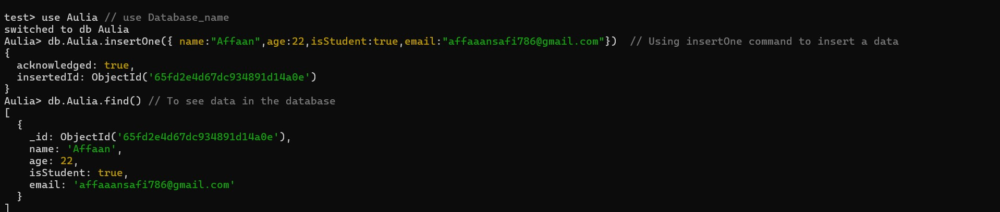 test> use Aulia // use Database_name
switched to db Aulia
Aulia> db.Aulia.insertOne({ name:"Affaan",age:22,isStudent:true,email:"affaaansafi786@gmail.com"})  // Using insertOne command to insert a data
{
  acknowledged: true,
  insertedId: ObjectId('65fd2e4d67dc934891d14a0e')
}
Aulia> db.Aulia.find() // To see data in the database
[
  {
    _id: ObjectId('65fd2e4d67dc934891d14a0e'),
    name: 'Affaan',
    age: 22,
    isStudent: true,
    email: 'affaaansafi786@gmail.com'
  }
]